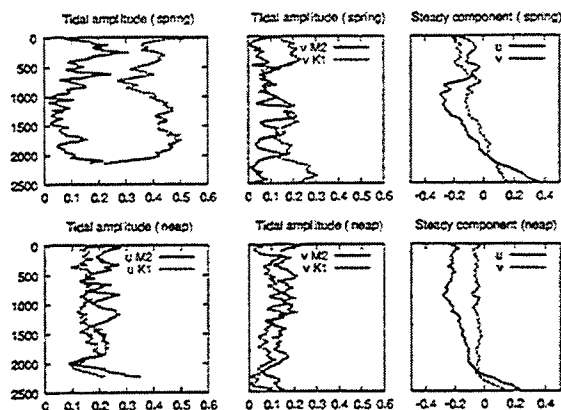 Tidal amplitude (spring) Tidal amplitude (spring) Steady component (spring)
0
500
1000
1500
2000
2500
v M2
v K1
u
v
0 0.1 0.2 0.3 0.4 0.5 0.6 0 0.1 0.2 0.3 0.4 0.5 0.6 -0.4 -0.2 0 0.2 0.4
Tidal amplitude (neap) Tidal amplitude (neap) Steady component (neap)
0
500
1000
1500
2000
2500
u M2
u K1
v M2
v K1
u
v
0 0.1 0.2 0.3 0.4 0.5 0.6 0 0.1 0.2 0.3 0.4 0.5 0.6 -0.4 -0.2 0 0.2 0.4